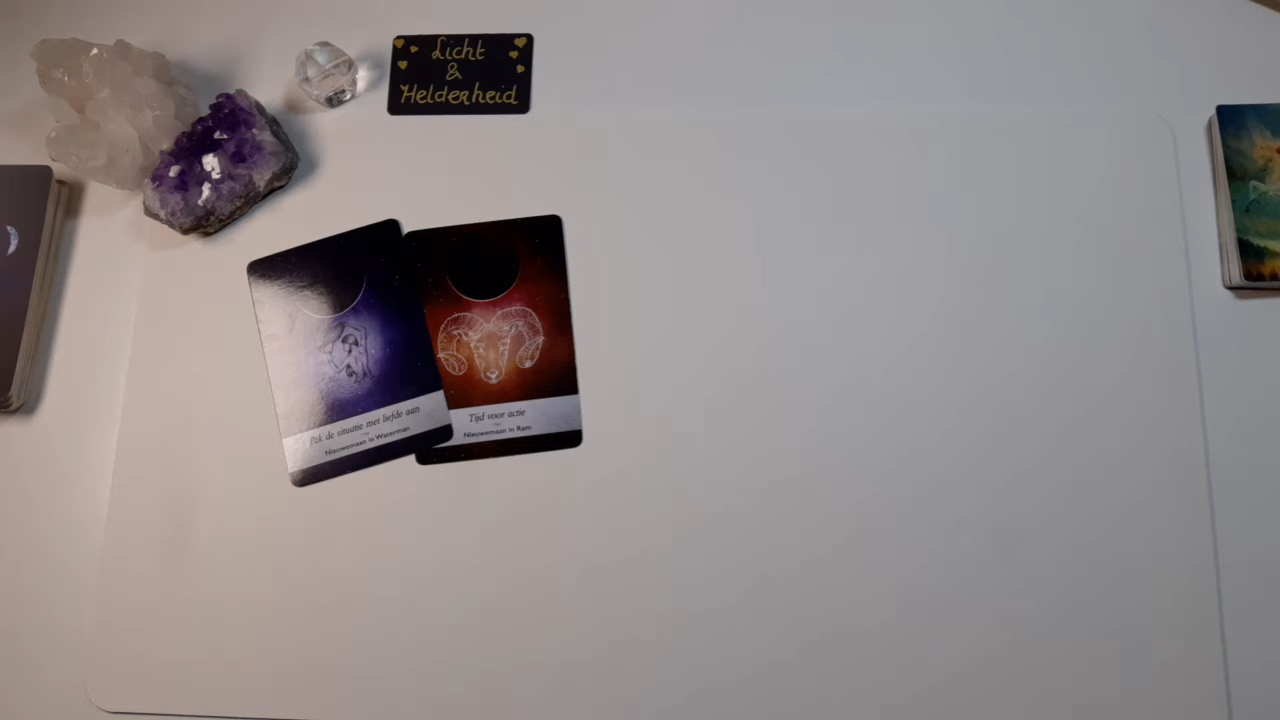 Licht
&
Helderheid
Pak de situatie met liefde aan
Nieuwemaan in Waterman
Tijd voor actie
Nieuwemaan in Ram